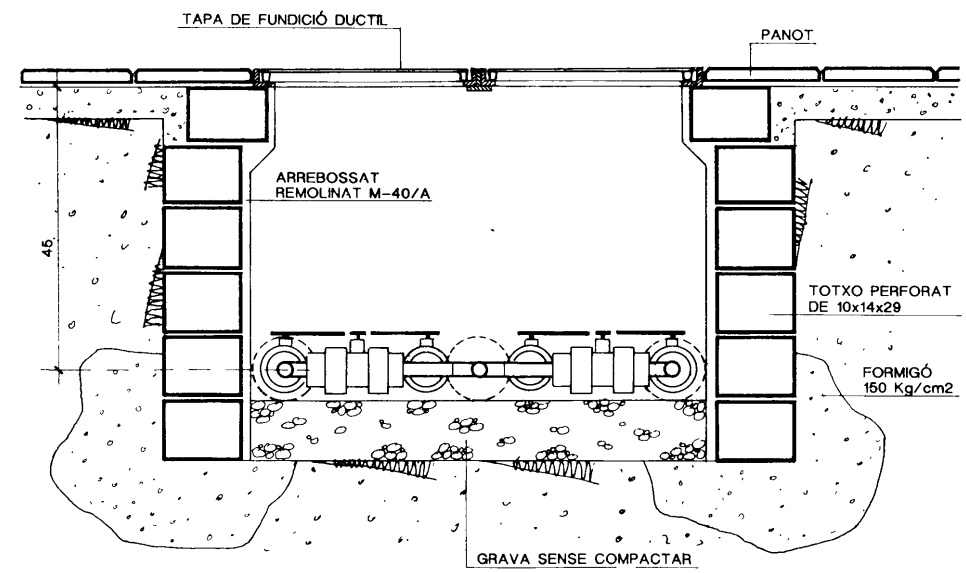 TAPA DE FUNDICIÓ DUCTIL
PANOT
ARREBOSSAT
REMOLINAT M-40/A
45
TOTXO PERFORAT
DE 10x14x29
FORMIGÓ
150 Kg/cm2
GRAVA SENSE COMPACTAR